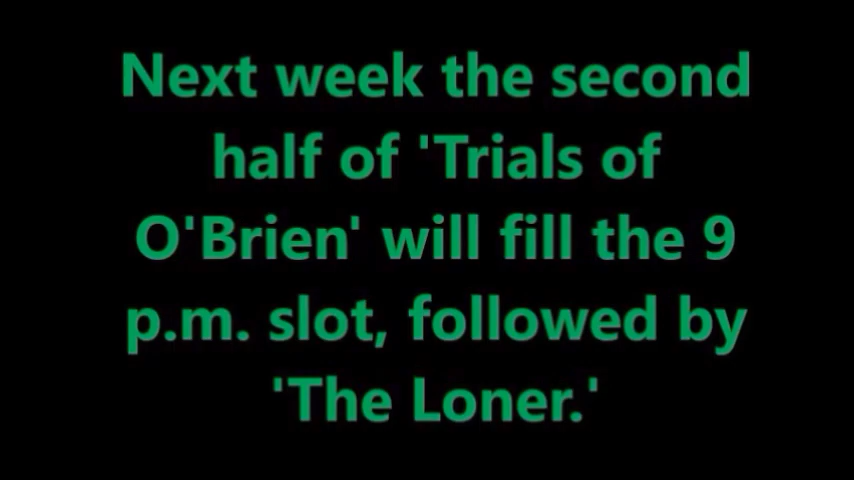 Next week the second
half of 'Trials of
O'Brien' will fill the 9
p.m. slot, followed by
'The Loner.'